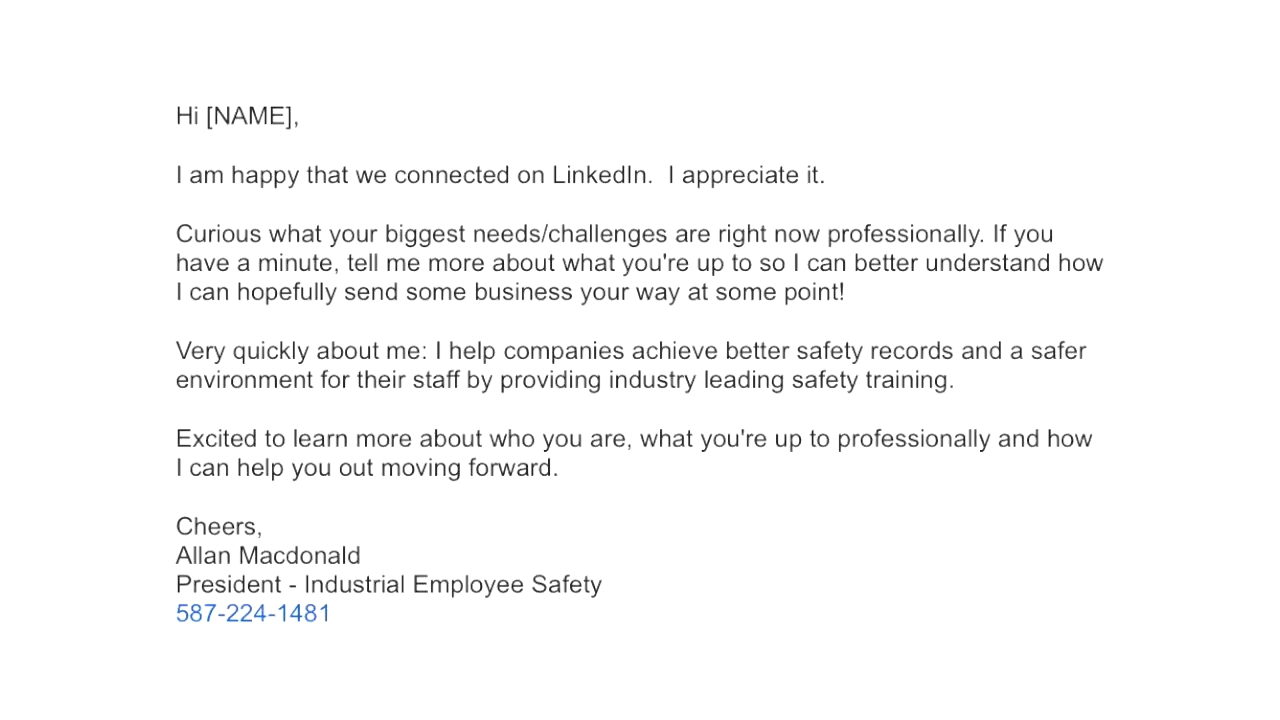 Hi [NAME],
I am happy that we connected on LinkedIn.  I appreciate it.
Curious what your biggest needs/challenges are right now professionally. If you
have a minute, tell me more about what you're up to so I can better understand how
I can hopefully send some business your way at some point!
Very quickly about me: I help companies achieve better safety records and a safer
environment for their staff by providing industry leading safety training.
Excited to learn more about who you are, what you're up to professionally and how
I can help you out moving forward.
Cheers,
Allan Macdonald
President - Industrial Employee Safety
587-224-1481